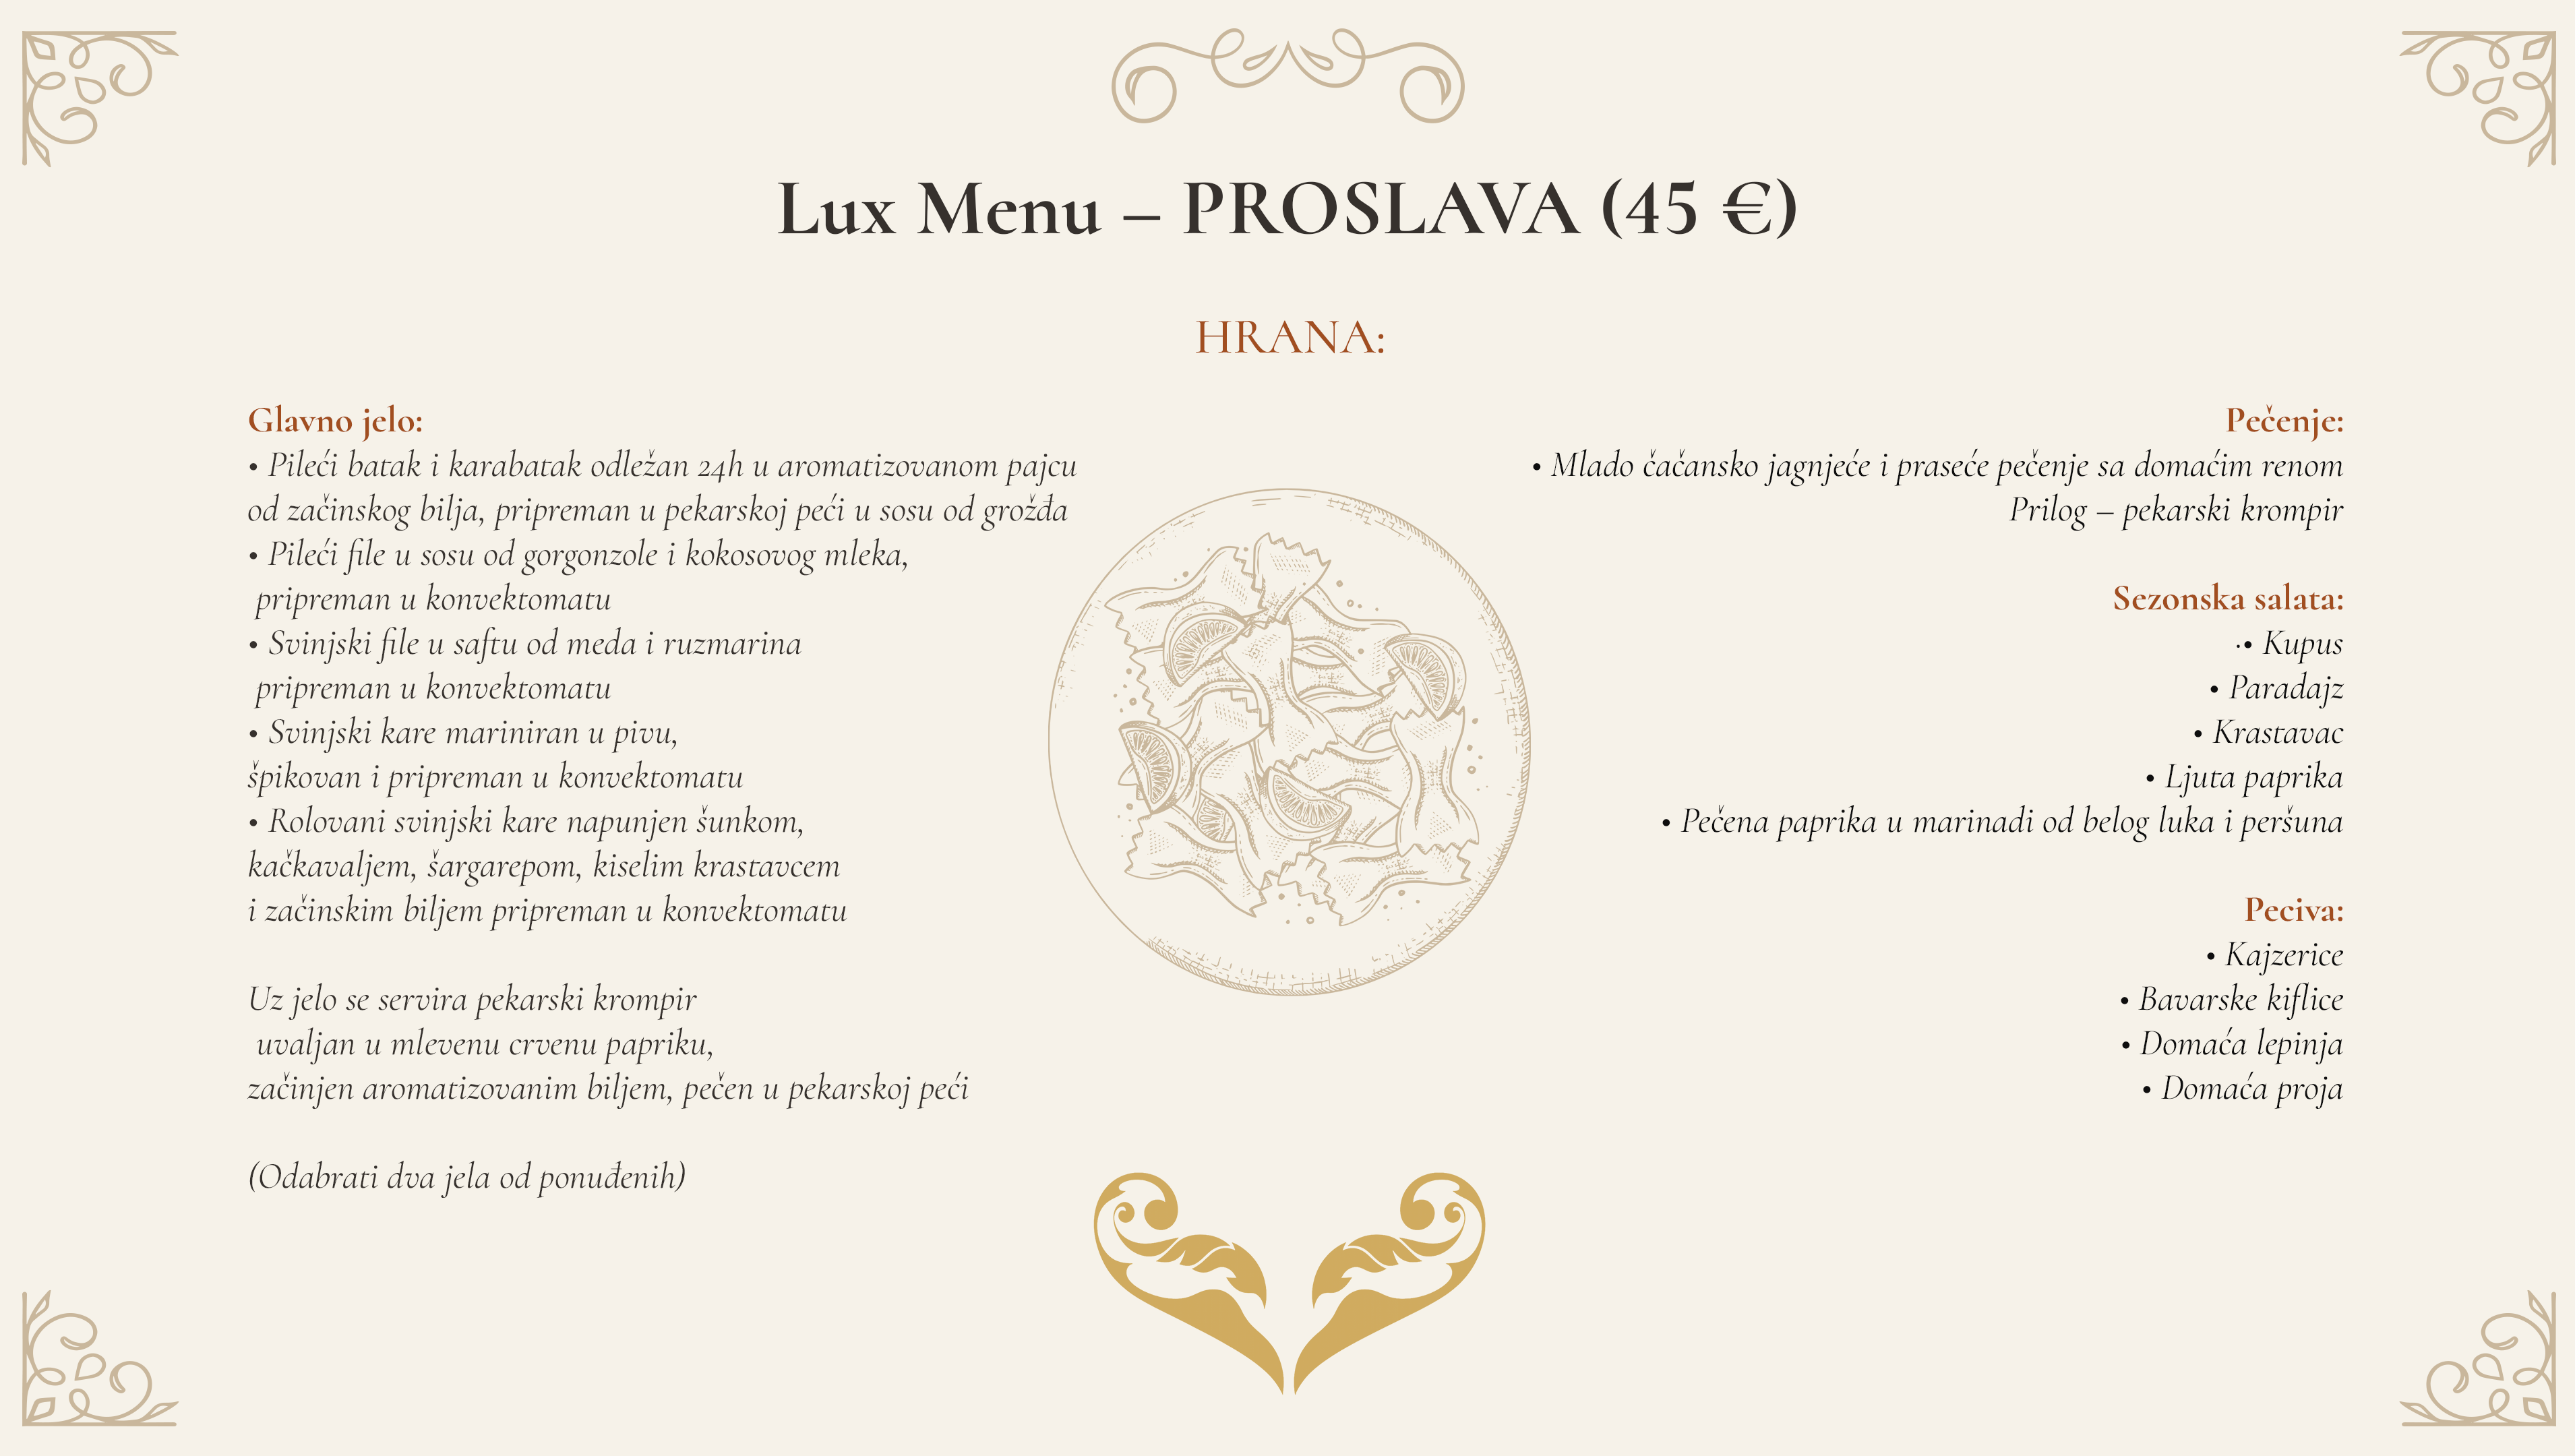 Lux Menu – PROSLAVA (45 €)
HRANA:
Glavno jelo:
• Pileći batak i karabatak odležan 24h u aromatizovanom pajcu
od začinskog bilja, pripreman u pekarskoj peći u sosu od grožđa
• Pileći file u sosu od gorgonzole i kokosovog mleka,
pripreman u konvektomatu
• Svinjski file u saftu od meda i ruzmarina
pripreman u konvektomatu
• Svinjski kare mariniran u pivu,
špikovan i pripreman u konvektomatu
• Rolovani svinjski kare napunjen šunkom,
kačkavaljem, šargarepom, kiselim krastavcem
i začinskim biljem pripreman u konvektomatu
Uz jelo se servira pekarski krompir
uvaljan u mlevenu crvenu papriku,
začinjen aromatizovanim biljem, pečen u pekarskoj peći
(Odabrati dva jela od ponuđenih)
Pečenje:
• Mlado čačansko jagnjeće i praseće pečenje sa domaćim renom
Prilog – pekarski krompir
Sezonska salata:
·• Kupus
• Paradajz
• Krastavac
• Ljuta paprika
• Pečena paprika u marinadi od belog luka i peršuna
Peciva:
• Kajzerice
• Bavarske kiflice
• Domaća lepinja
• Domaća proja